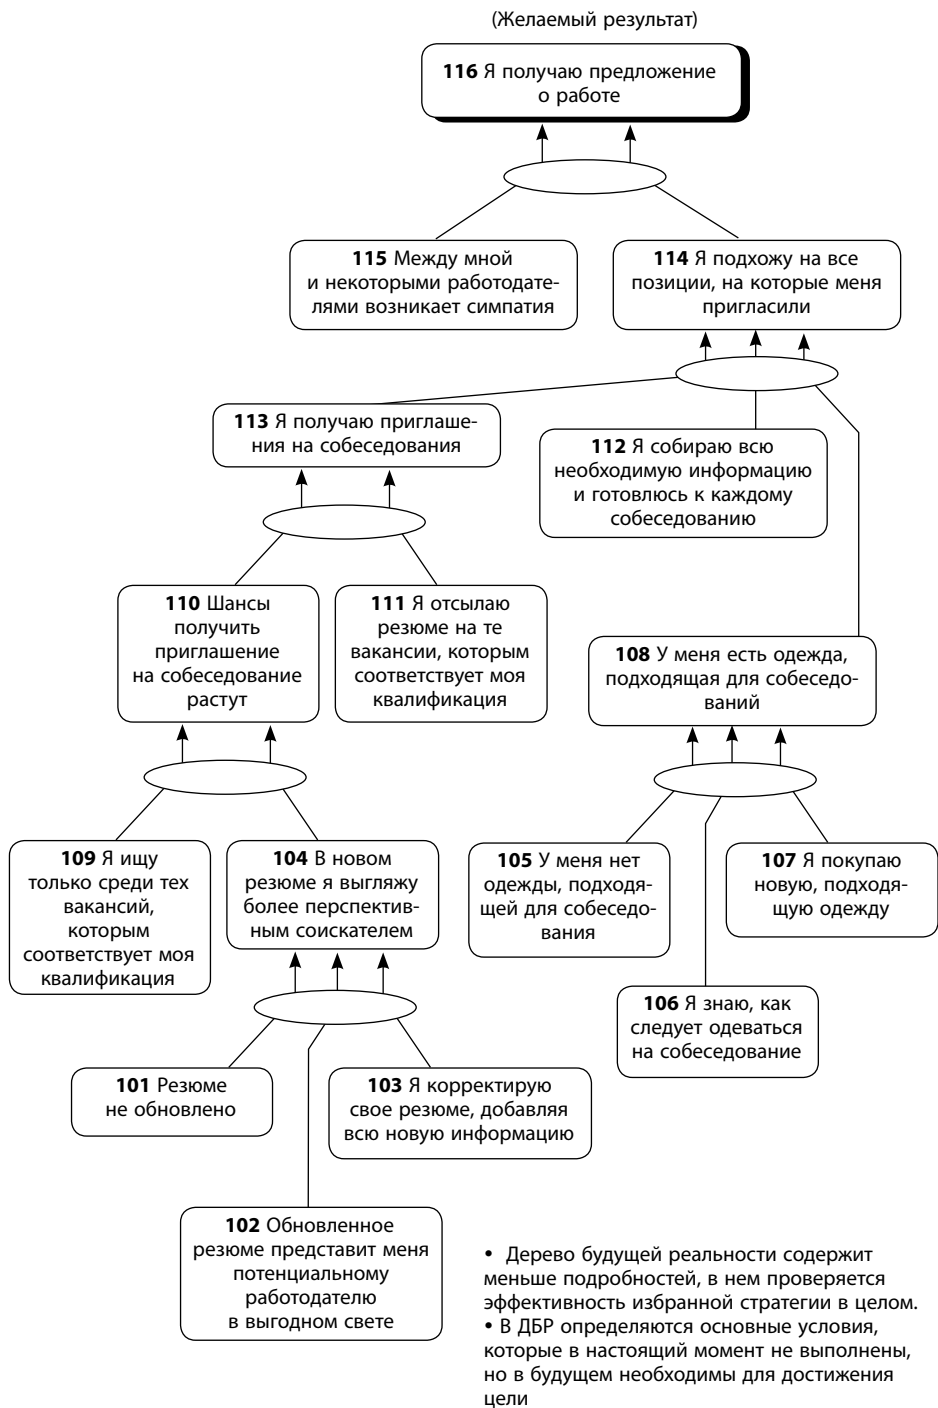 (Желаемый результат)
116 Я получаю предложение
о работе
115 Между мной
и некоторыми работодате-
лями возникает симпатия
114 Я подхожу на все
позиции, на которые меня
пригласили
113 Я получаю приглаше-
ния на собеседования
112 Я собираю всю
необходимую информацию
и готовлюсь к каждому
собеседованию
110 Шансы
получить
приглашение
на собеседование
растут
111 Я отсылаю
резюме на те
вакансии, которым
соответствует моя
квалификация
108 У меня есть одежда,
подходящая для собеседо-
ваний
109 Я ищу
только среди тех
вакансий,
которым
соответствует моя
квалификация
104 В новом
резюме я выгляжу
более перспектив-
ным соискателем
105 У меня нет
одежды, подходя-
щей для собеседо-
вания
107 Я покупаю
новую, подходя-
щую одежду
106 Я знаю, как
следует одеваться
на собеседование
101 Резюме
не обновлено
103 Я корректирую
свое резюме, добавляя
всю новую информацию
102 Обновленное
резюме представит меня
потенциальному
работодателю
в выгодном свете
• Дерево будущей реальности содержит
меньше подробностей, в нем проверяется
эффективность избранной стратегии в целом.
• В ДБР определяются основные условия,
которые в настоящий момент не выполнены,
но в будущем необходимы для достижения
цели